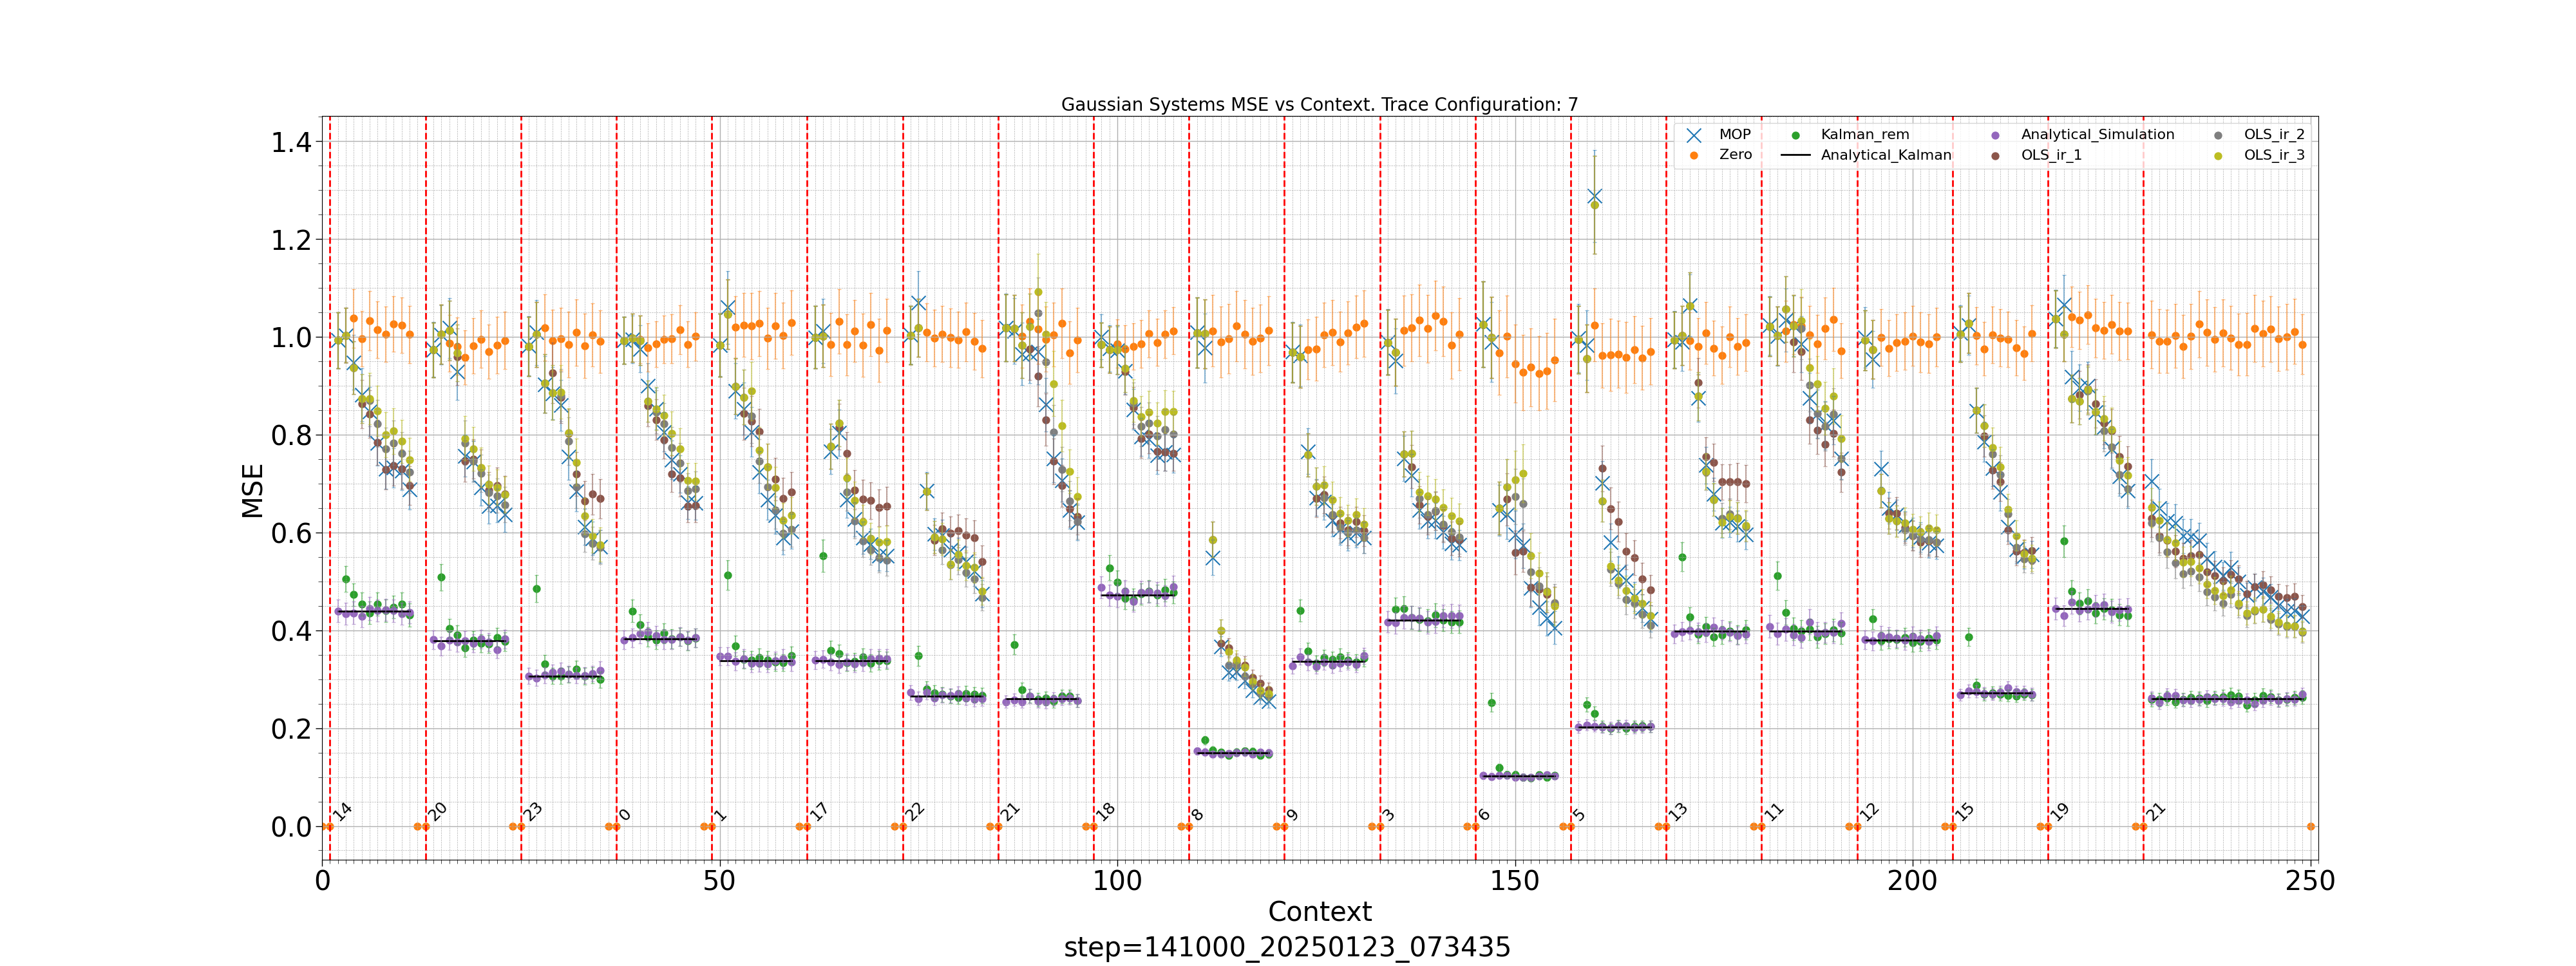 Gaussian Systems MSE vs Context. Trace Configuration: 7
MOP
Zero
Kalman_rem
Analytical_Kalman
Analytical_Simulation
OLS_ir_1
OLS_ir_2
OLS_ir_3
MSE
1.4
1.2
1.0
0.8
0.6
0.4
0.2
0.0
14 20 23 0 1 17 22 21 18 8 9 3 6 5 13 11 12 15 19 21
0 50 100 150 200 250
Context
step=141000_20250123_073435